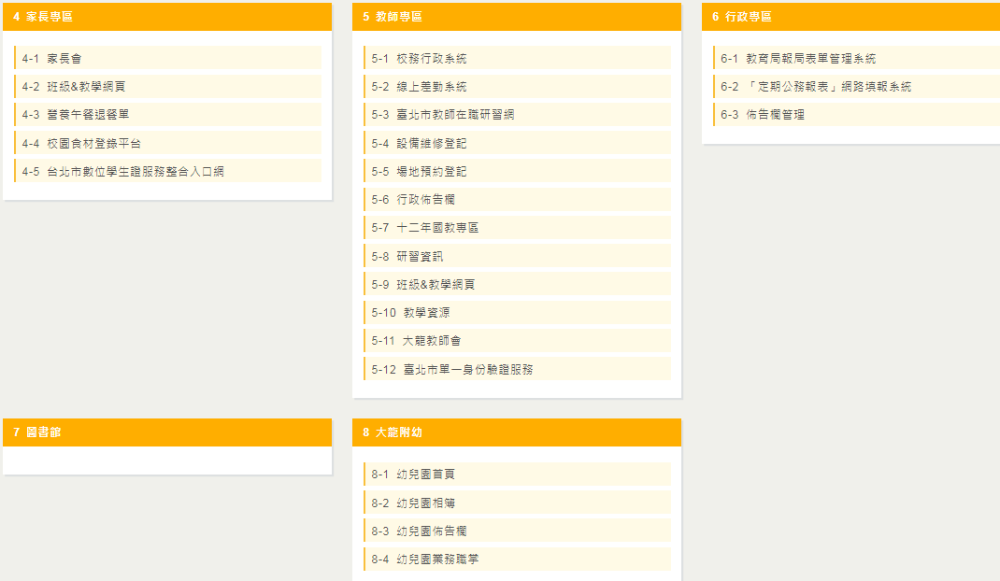 4 家長專區
4-1 家長會
4-2 班級&教學網頁
4-3 營養午餐退餐單
4-4 校園食材登錄平台
4-5 台北市數位學生證服務整合入口網
5 教師專區
5-1 校務行政系統
5-2 線上差勤系統
5-3 臺北市教師在職研習網
5-4 設備維修登記
5-5 場地預約登記
5-6 行政佈告欄
5-7 十二年國教專區
5-8 研習資訊
5-9 班級&教學網頁
5-10 教學資源
5-11 大龍教師會
5-12 臺北市單一身份驗證服務
6 行政專區
6-1 教育局報局表單管理系統
6-2 「定期公務報表」網路填報系統
6-3 佈告欄管理
7 圖書館
8 大龍附幼
8-1 幼兒園首頁
8-2 幼兒園相簿
8-3 幼兒園佈告欄
8-4 幼兒園業務職掌